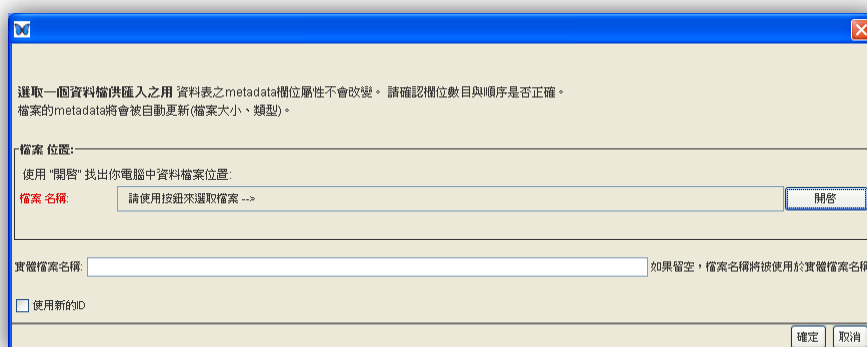 選取一個資料檔供匯入之用 資料表之metadata欄位屬性不會改變。 請確認欄位數目與順序是否正確。
檔案的metadata將會被自動更新(檔案大小、類型)。
檔案 位置:
使用 "開啓" 找出你電腦中資料檔案位置:
檔案 名稱: 請使用按鈕來選取檔案 --> 開啓
實體檔案名稱: 如果留空，檔案名稱將被使用於實體檔案名稱
使用新的ID
確定 取消